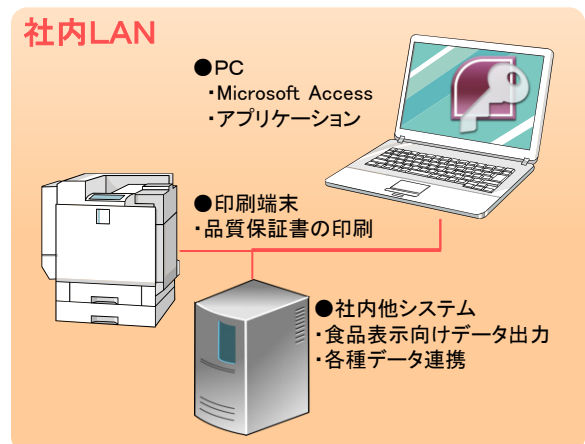 社内LAN
●PC
・Microsoft Access
・アプリケーション
●印刷端末
・品質保証書の印刷
●社内他システム
・食品表示向けデータ出力
・各種データ連携